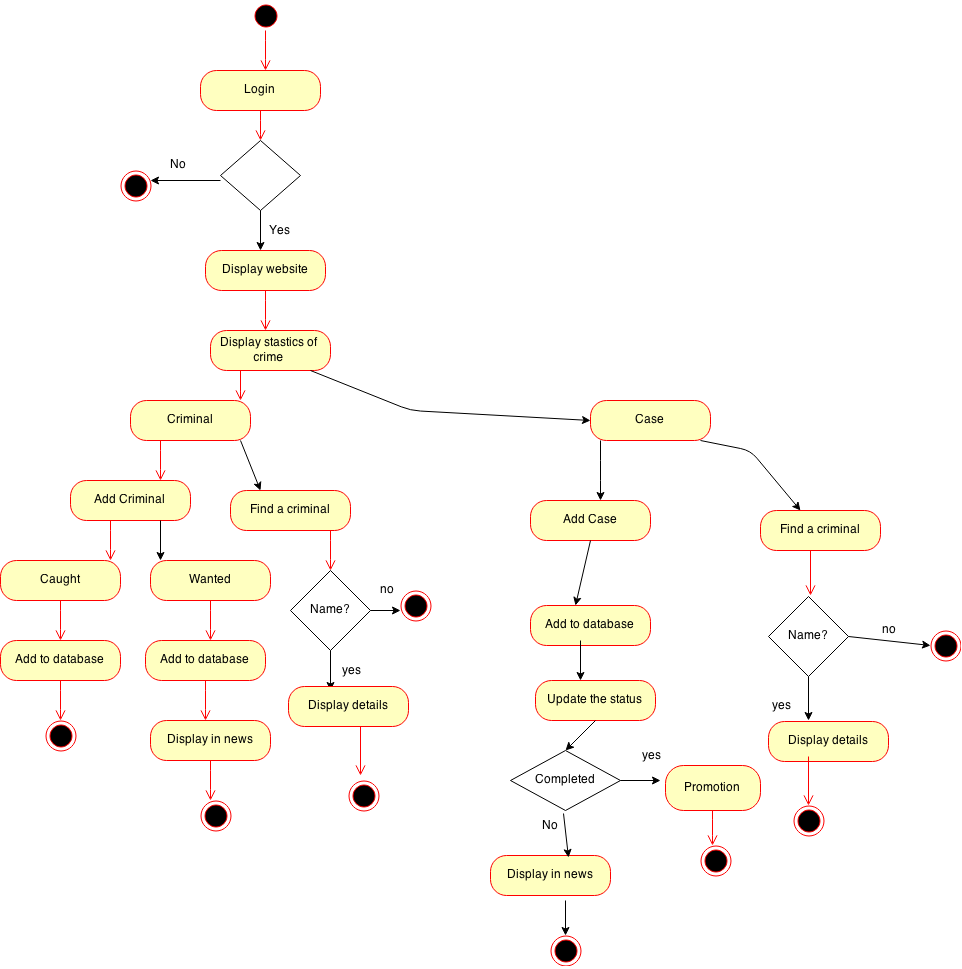 Login
No
Yes
Display website
Display stastics of
crime
Criminal
Case
Add Criminal
Find a criminal
Add Case
Find a criminal
Caught
Wanted
no
Name?
Add to database
Name?
no
Add to database
Add to database
yes
Display details
Update the status
yes
Display in news
Display details
yes
Completed
Promotion
No
Display in news